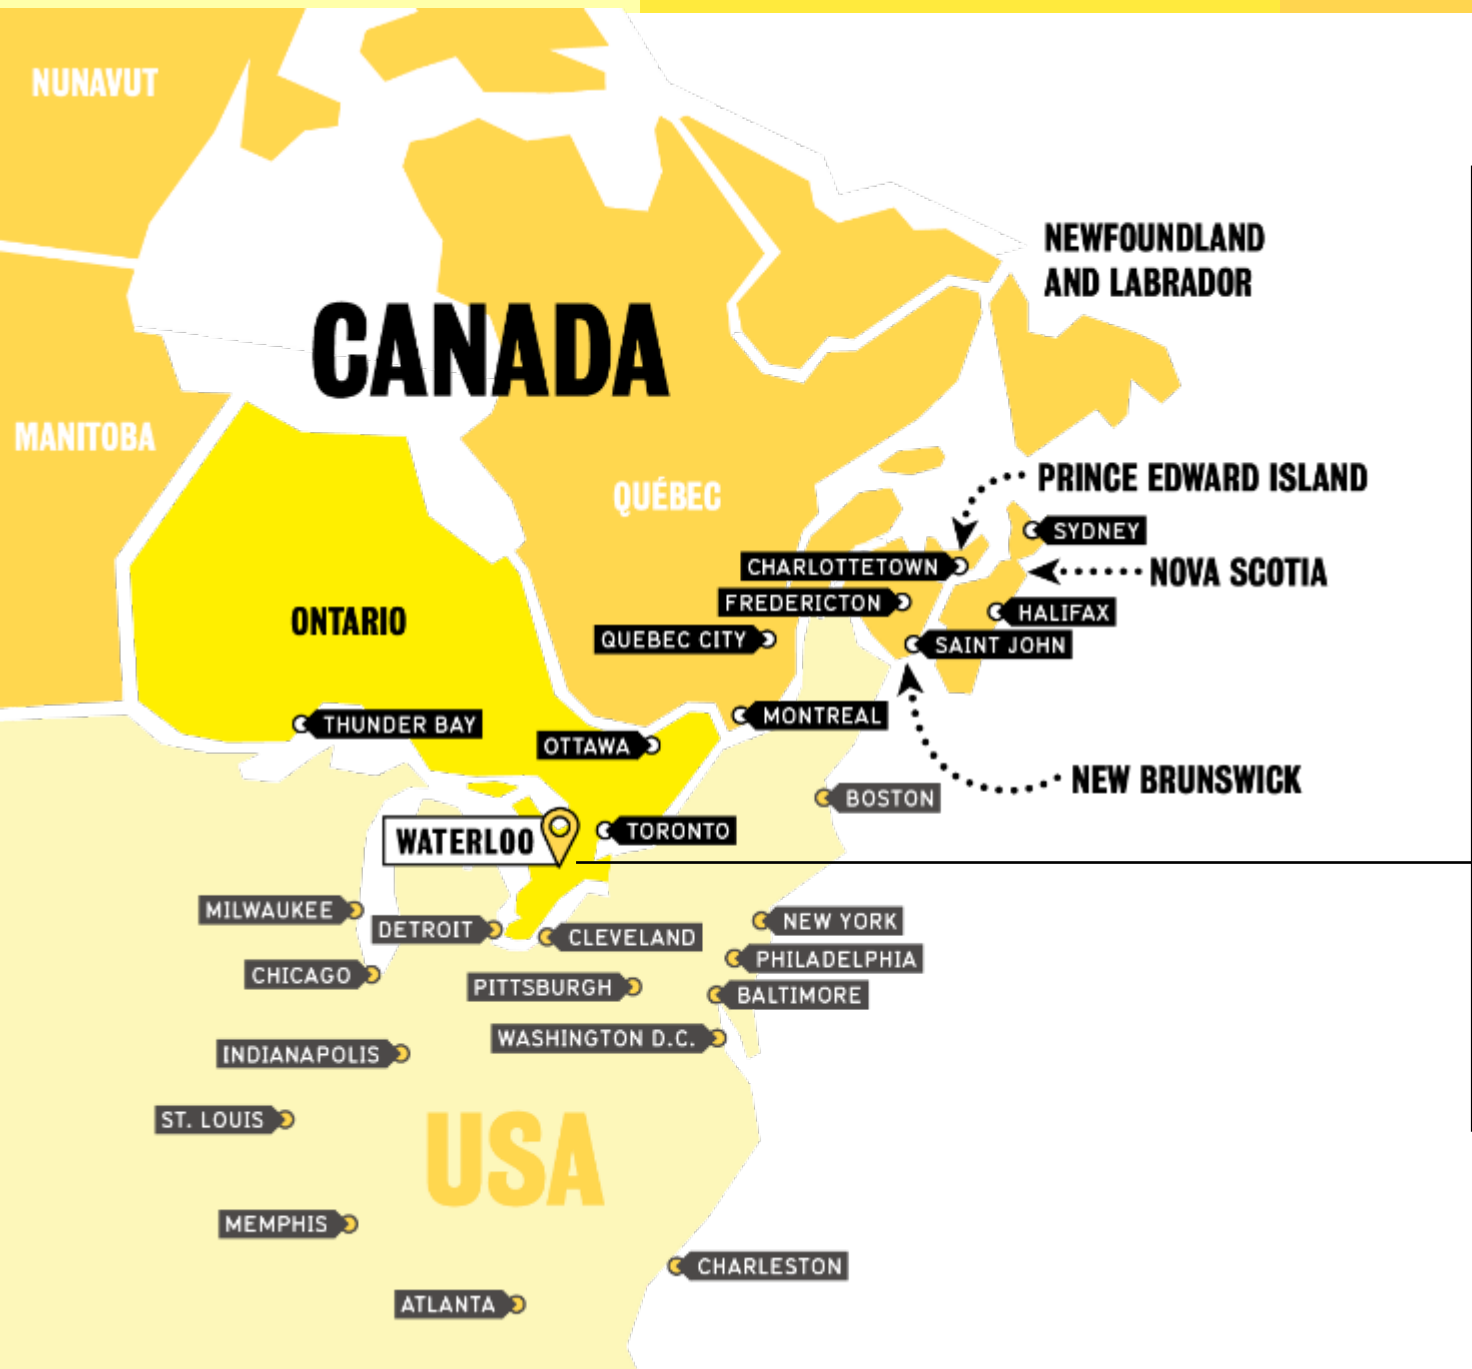 NUNAVUT
NEWFOUNDLAND
AND LABRADOR
CANADA
MANITOBA
QUÉBEC
PRINCE EDWARD ISLAND
SYDNEY
CHARLOTTETOWN
NOVA SCOTIA
FREDERICTON
HALIFAX
ONTARIO
QUEBEC CITY
SAINT JOHN
THUNDER BAY
MONTREAL
OTTAWA
NEW BRUNSWICK
BOSTON
WATERLOO
TORONTO
MILWAUKEE
DETROIT
CLEVELAND
NEW YORK
CHICAGO
PITTSBURGH
PHILADELPHIA
BALTIMORE
WASHINGTON D.C.
INDIANAPOLIS
ST. LOUIS
USA
MEMPHIS
CHARLESTON
ATLANTA